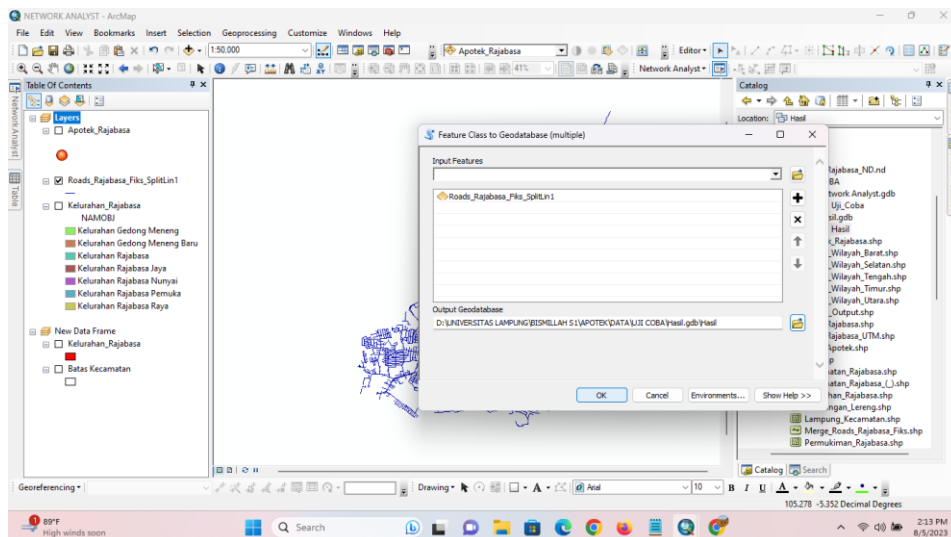 NETWORK ANALYST - ArcMap
File Edit View Bookmarks Insert Selection Geoprocessing Customize Windows Help
1:50.000
Apotek_Rajabasa
Editor
41%
Network Analyst
Table Of Contents
Network Analyst
Table
Layers
Apotek_Rajabasa
Roads_Rajabasa_Fiks_SplitLin1
Kelurahan_Rajabasa
NAMOBJ
Kelurahan Gedong Meneng
Kelurahan Gedong Meneng Baru
Kelurahan Rajabasa
Kelurahan Rajabasa Jaya
Kelurahan Rajabasa Nunyai
Kelurahan Rajabasa Pemuka
Kelurahan Rajabasa Raya
New Data Frame
Kelurahan_Rajabasa
Batas Kecamatan
Feature Class to Geodatabase (multiple)
Input Features
Roads_Rajabasa_Fiks_SplitLin1
Output Geodatabase
D:\UNIVERSITAS LAMPUNG\BISMILLAH S1\APOTEK\DATA\UJI COBA\Hasil.gdb\Hasil
OK Cancel Environments... Show Help >>
Catalog
Location: Hasil
Rajabasa_ND.nd
BA
twork Analyst.gdb
Uji_Coba
sil.gdb
Hasil
k_Rajabasa.shp
_Wilayah_Barat.shp
_Wilayah_Selatan.shp
_Wilayah_Tengah.shp
_Wilayah_Timur.shp
_Wilayah_Utara.shp
_Output.shp
lajabasa.shp
lajabasa_UTM.shp
Apotek.shp
p
atan_Rajabasa.shp
atan_Rajabasa_(_).shp
han_Rajabasa.shp
ngan_Lereng.shp
Lampung_Kecamatan.shp
Merge_Roads_Rajabasa_Fiks.shp
Permukiman_Rajabasa.shp
Catalog Search
Georeferencing
Drawing
A
Arial
10
B I U A
105.278 -5.352 Decimal Degrees
1
89°F
High winds soon
Search
2:13 PM
8/5/2023